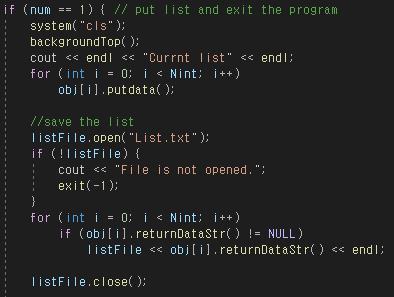 if (num == 1) { // put list and exit the program
system("cls");
backgroundTop();
cout << endl << "Currnt list" << endl;
for (int i = 0; i < Nint; i++)
obj[i].putdata();
//save the list
listFile.open("List.txt");
if (!listFile) {
cout << "File is not opened.";
exit(-1);
}
for (int i = 0; i < Nint; i++)
if (obj[i].returnDataStr() != NULL)
listFile << obj[i].returnDataStr() << endl;
listFile.close();